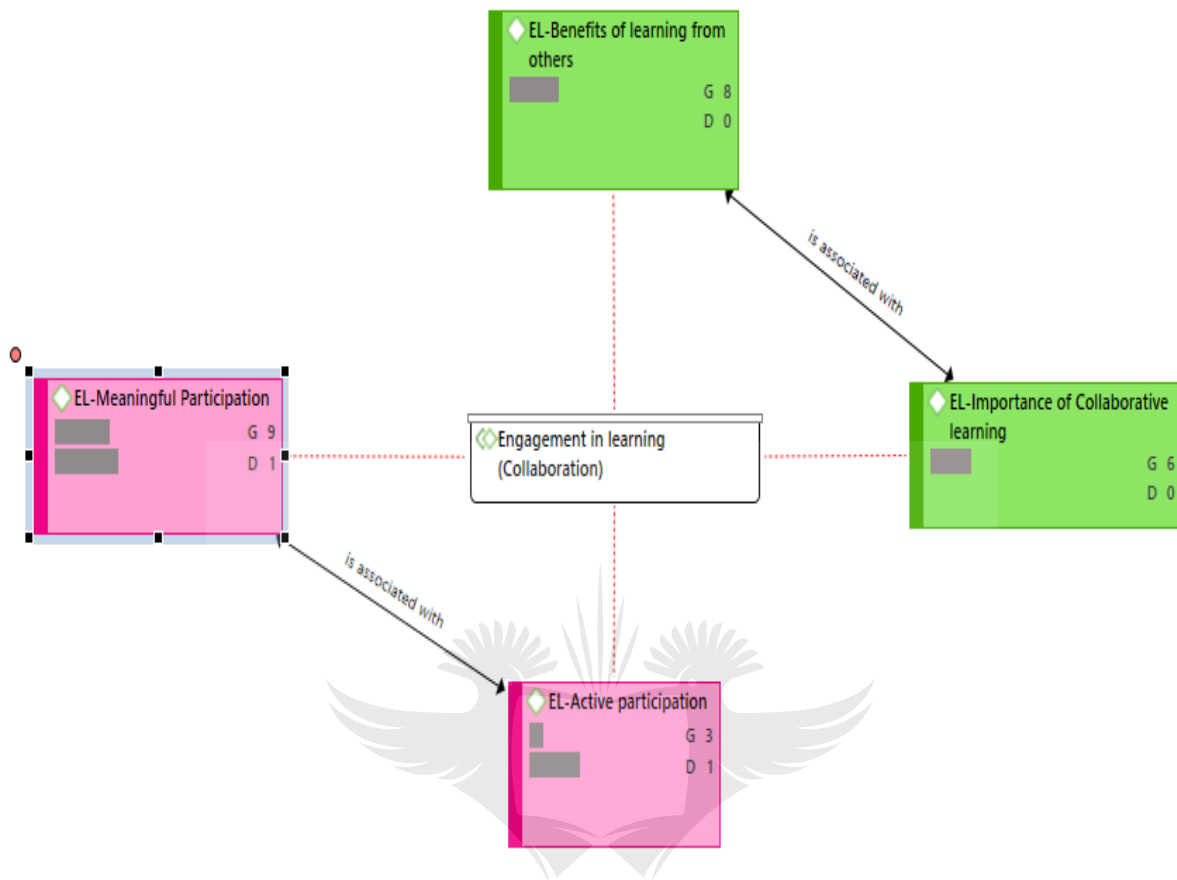 EL-Benefits of learning from
others
G 8
D 0
is associated with
EL-Meaningful Participation
G 9
D 1
Engagement in learning
(Collaboration)
EL-Importance of Collaborative
learning
G 6
D 0
is associated with
EL-Active participation
G 3
D 1